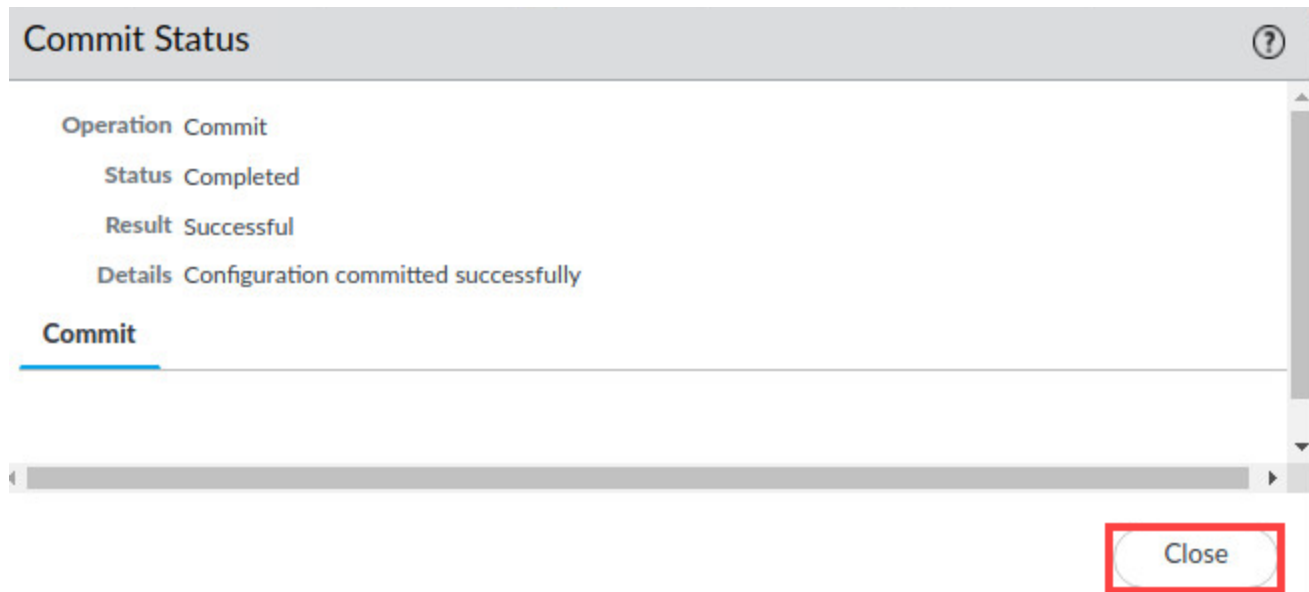 Commit Status
?
Operation Commit
Status Completed
Result Successful
Details Configuration committed successfully
Commit
Close